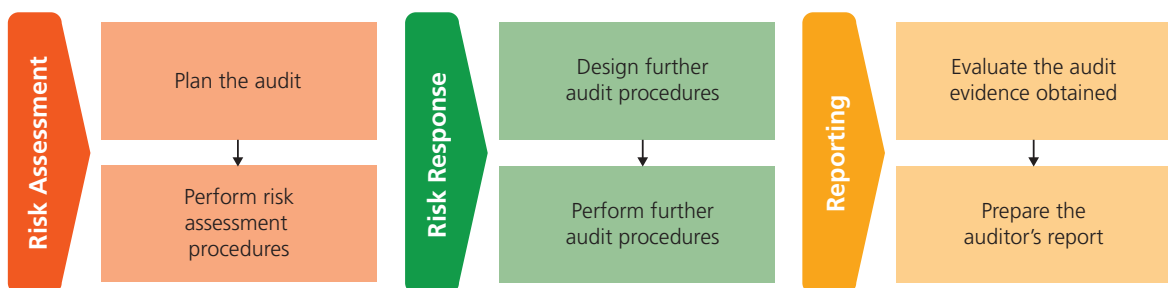 Risk Assessment
Plan the audit
Perform risk
assessment
procedures
Risk Response
Design further
audit procedures
Perform further
audit procedures
Reporting
Evaluate the audit
evidence obtained
Prepare the
auditor’s report